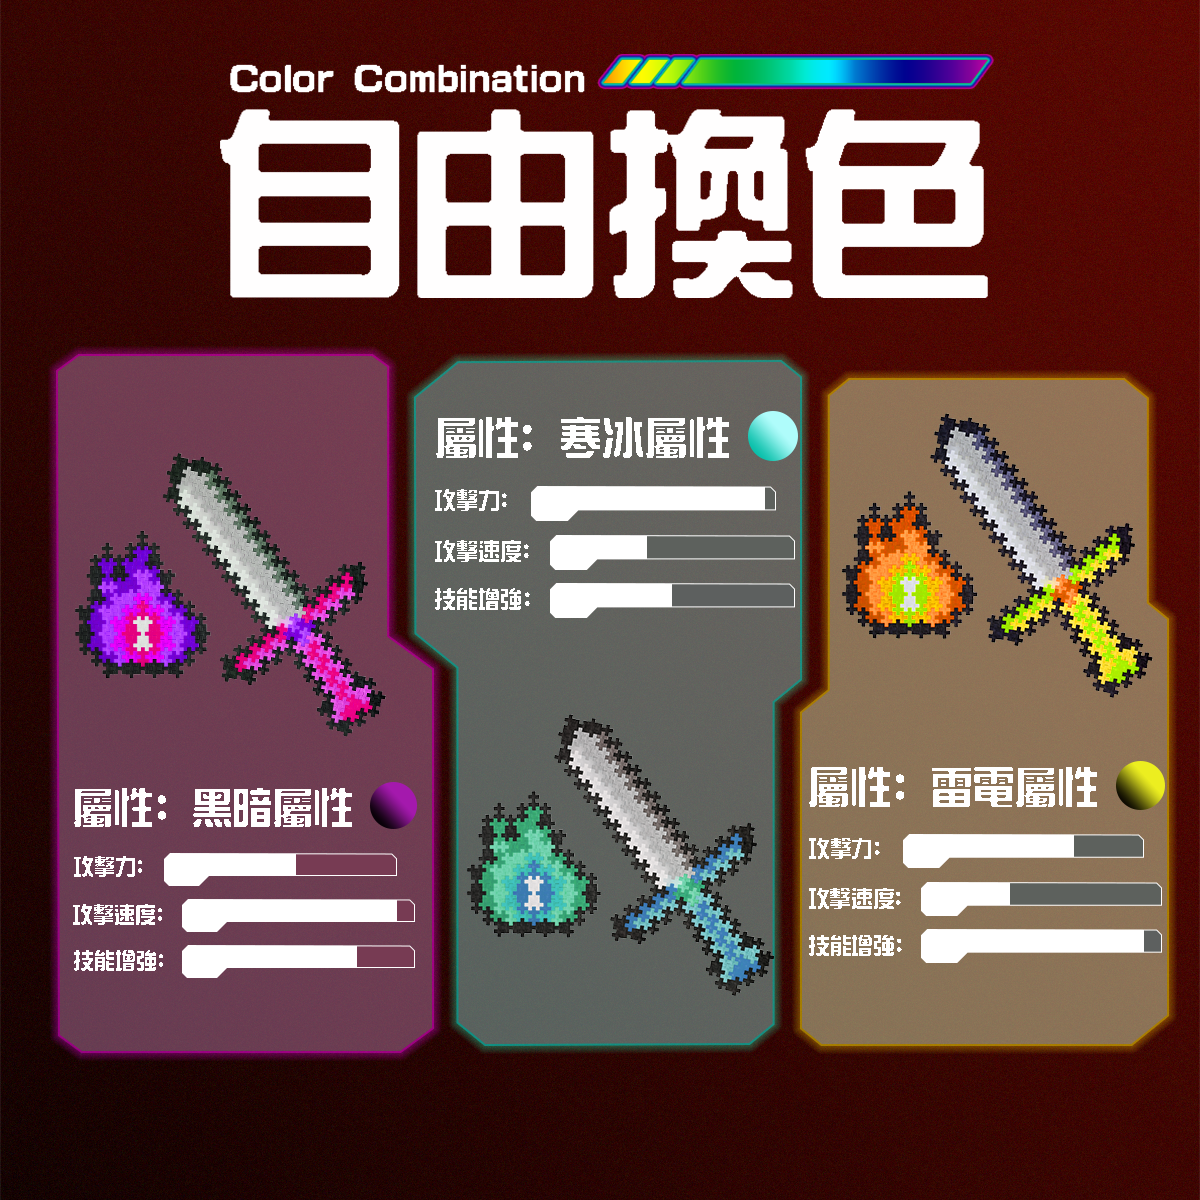 Color Combination
自由換色
屬性: 黑暗屬性
攻擊力:
攻擊速度:
技能增強:
屬性: 寒冰屬性
攻擊力:
攻擊速度:
技能增強:
屬性: 雷電屬性
攻擊力:
攻擊速度:
技能增強: